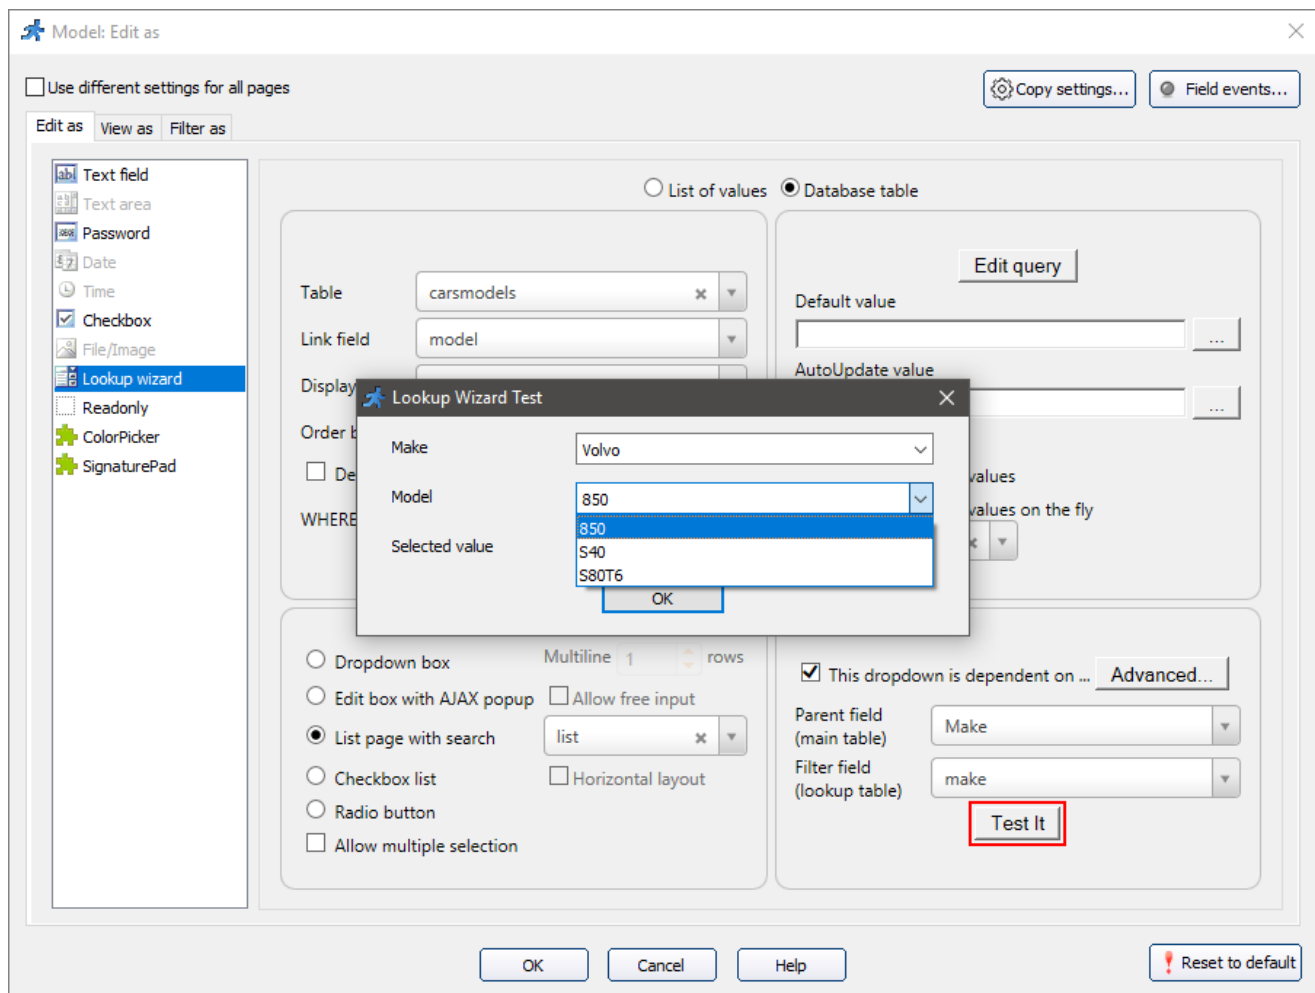 Model: Edit as
Use different settings for all pages
Copy settings...
Field events...
Edit as
View as
Filter as
Text field
Text area
Password
Date
Time
Checkbox
File/Image
Lookup wizard
Readonly
ColorPicker
SignaturePad
List of values
Database table
Table
carsmodels
Link field
model
Display
Order b
De
WHERE
Edit query
Default value
...
AutoUpdate value
...
values
values on the fly
Lookup Wizard Test
Make
Volvo
Model
850
850
S40
S80T6
Selected value
OK
Dropdown box
Multiline 1 rows
Edit box with AJAX popup
Allow free input
List page with search
list
Checkbox list
Horizontal layout
Radio button
Allow multiple selection
This dropdown is dependent on ...
Advanced...
Parent field
(main table)
Make
Filter field
(lookup table)
make
Test It
OK
Cancel
Help
Reset to default